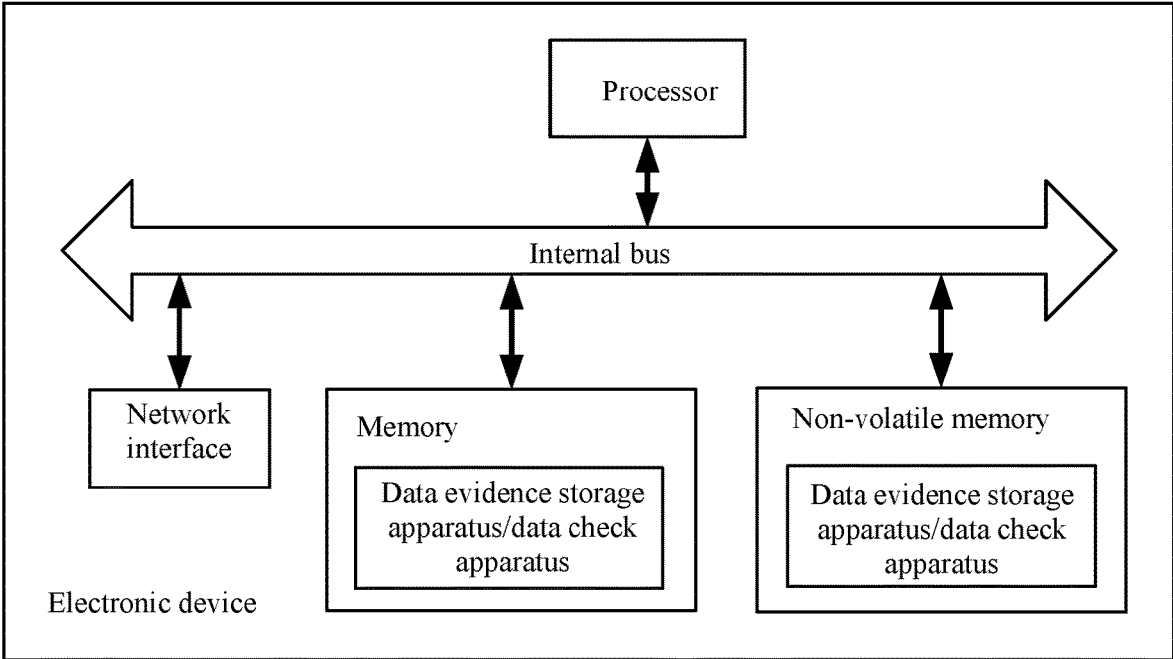 Processor
Internal bus
Network
interface
Memory
Data evidence storage
apparatus/data check
apparatus
Non-volatile memory
Data evidence storage
apparatus/data check
apparatus
Electronic device